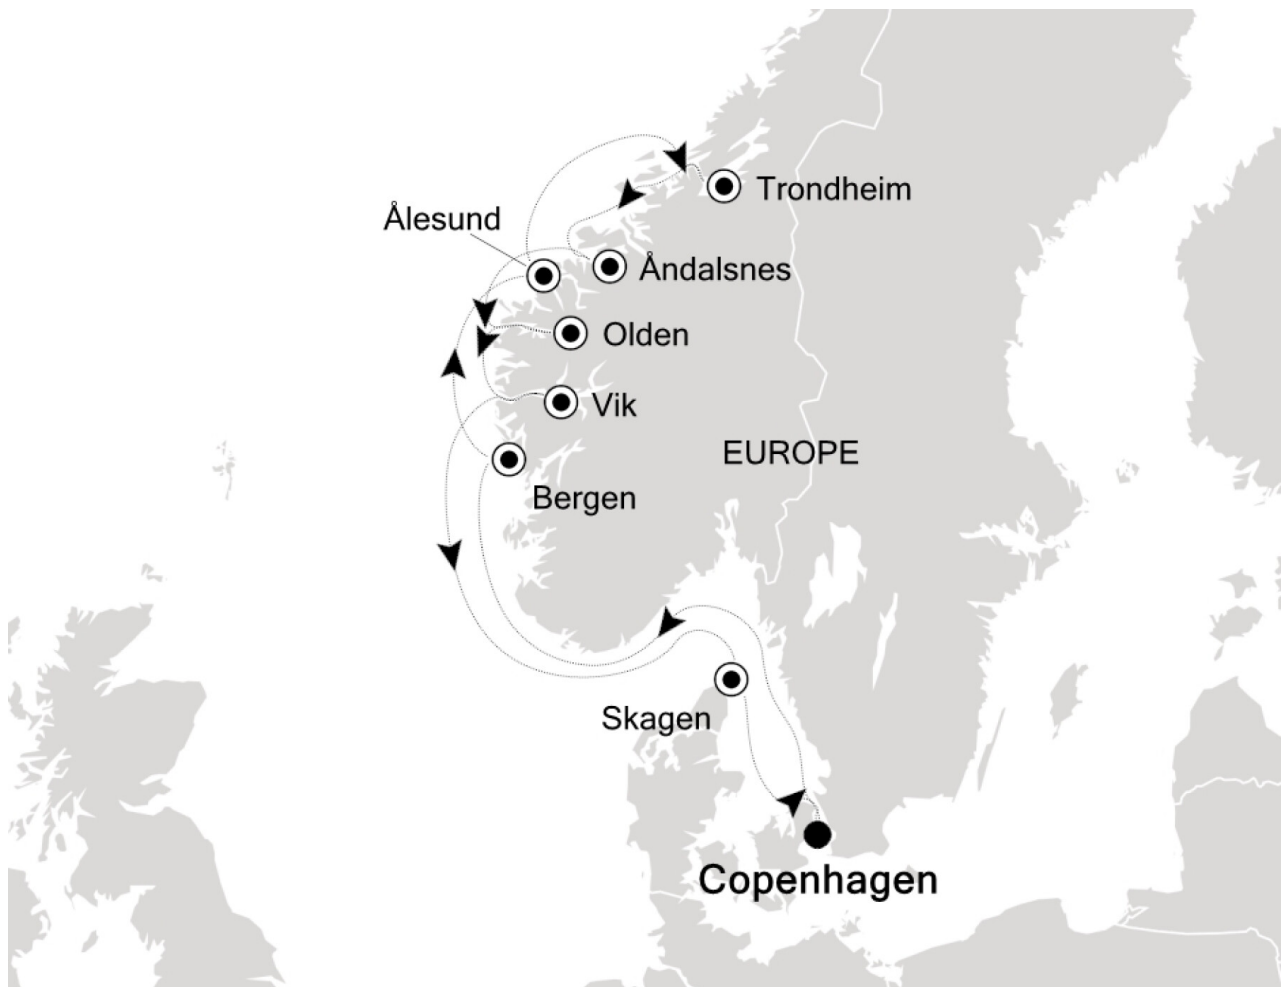 Trondheim
Ålesund
Åndalsnes
Olden
Vik
EUROPE
Bergen
Skagen
Copenhagen